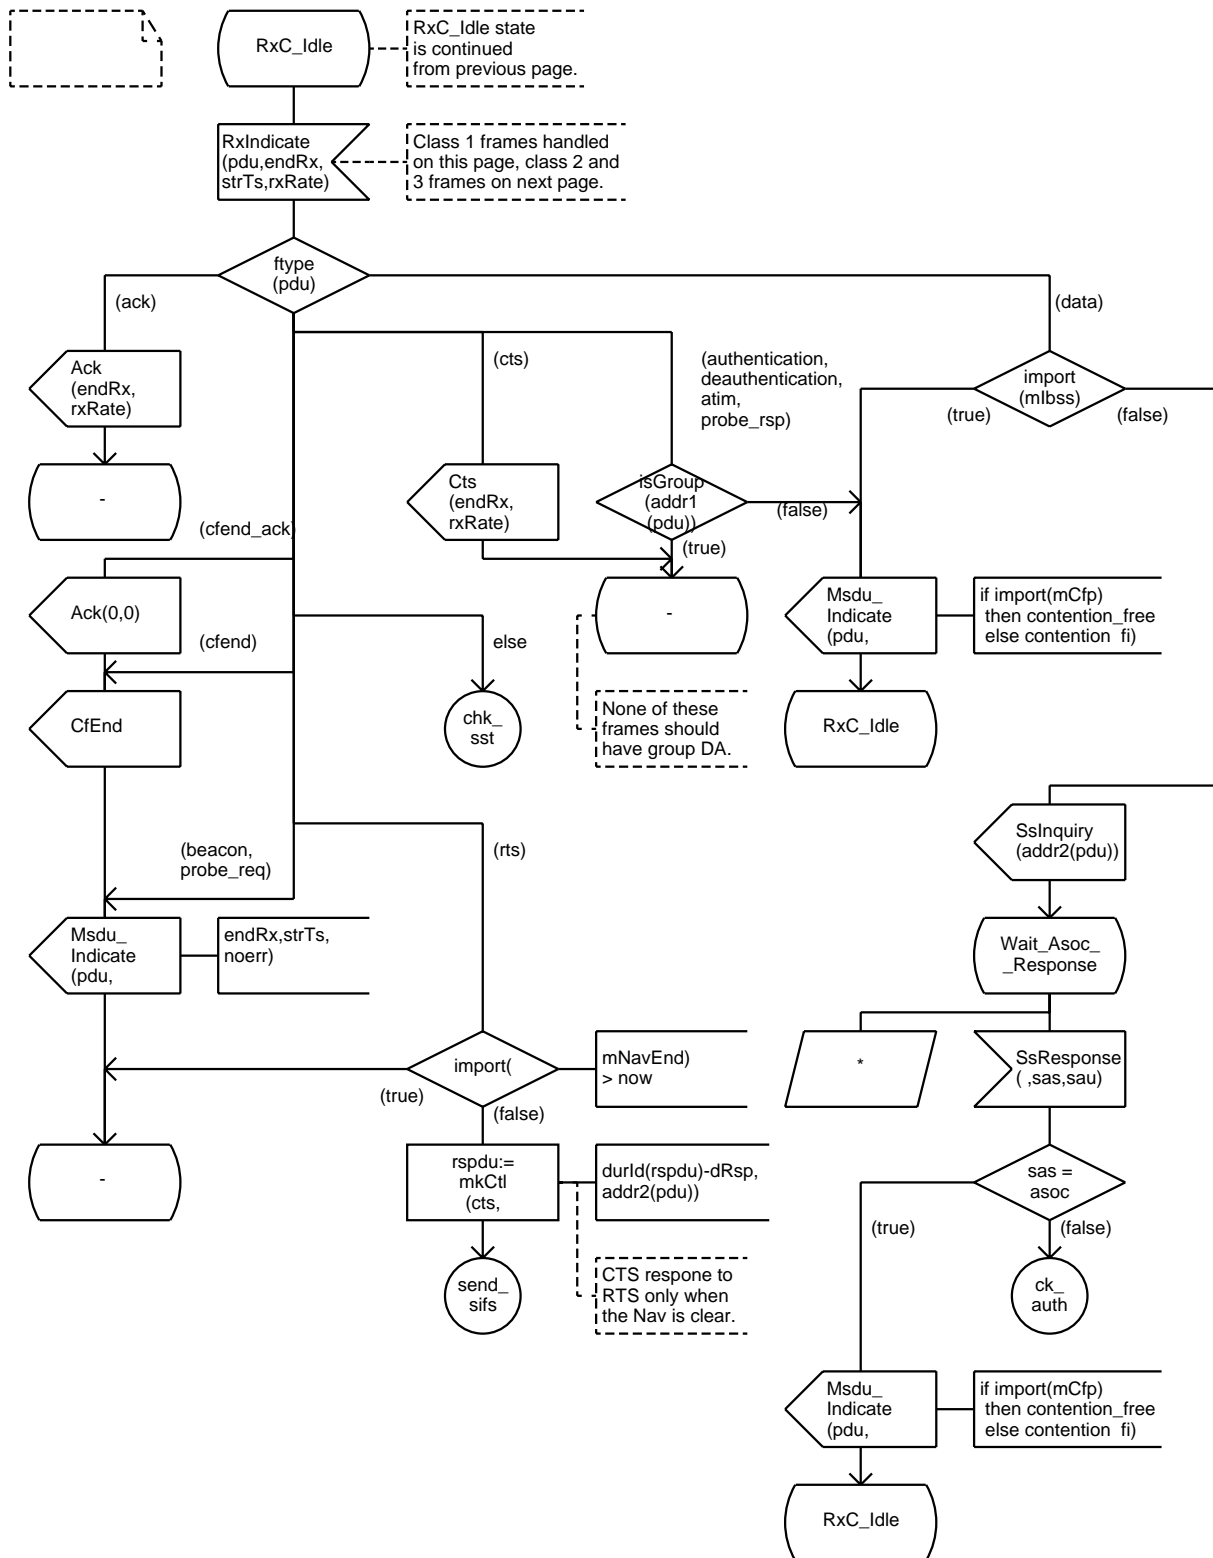 RxC_Idle
RxC_Idle state
is continued
from previous page.
RxIndicate
(pdu,endRx,
strTs,rxRate)
Class 1 frames handled
on this page, class 2 and
3 frames on next page.
ftype
(pdu)
(ack)
(data)
Ack
(endRx,
rxRate)
(cts)
(authentication,
deauthentication,
atim,
probe_rsp)
import
(mIbss)
(true)
(false)
-
Cts
(endRx,
rxRate)
isGroup
(addr1
(pdu))
(false)
(true)
(cfend_ack)
Ack(0,0)
-
Msdu_
Indicate
(pdu,
if import(mCfp)
then contention_free
else contention_fi)
(cfend)
else
CfEnd
chk_
sst
None of these
frames should
have group DA.
RxC_Idle
SsInquiry
(addr2(pdu))
(beacon,
probe_req)
(rts)
Msdu_
Indicate
(pdu,
endRx,strTs,
noerr)
Wait_Asoc_
_Response
import(
mNavEnd)
> now
*
SsResponse
( ,sas,sau)
(true)
(false)
-
rspdu:=
mkCtl
(cts,
durId(rspdu)-dRsp,
addr2(pdu))
sas =
asoc
(true)
(false)
send_
sifs
CTS respone to
RTS only when
the Nav is clear.
ck_
auth
Msdu_
Indicate
(pdu,
if import(mCfp)
then contention_free
else contention_fi)
RxC_Idle